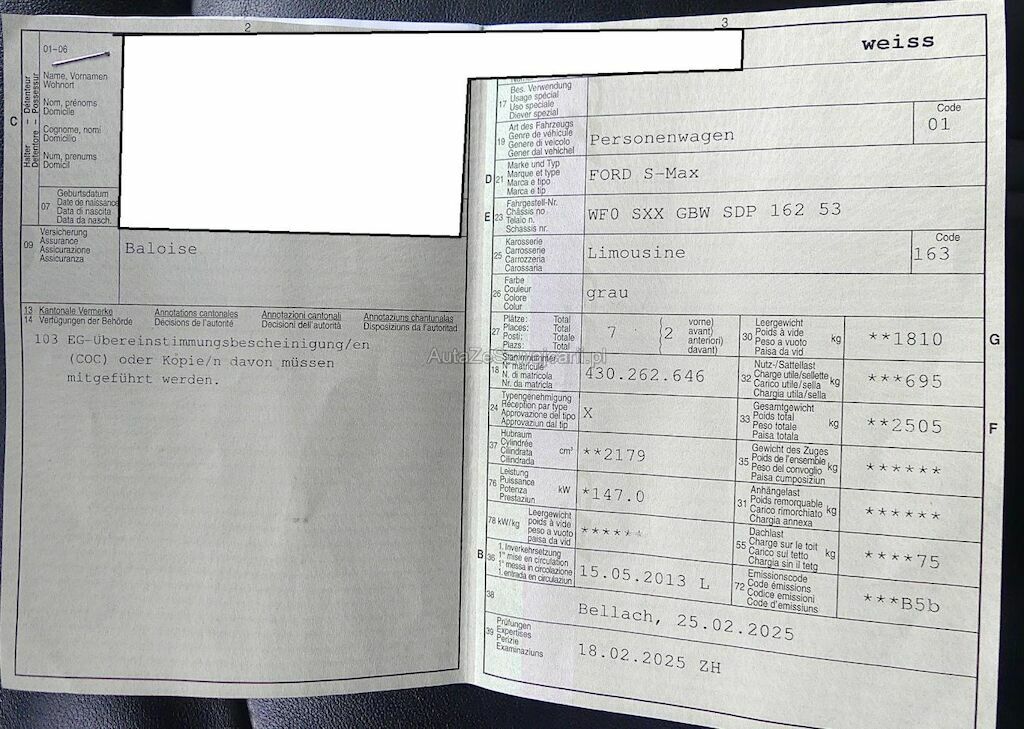 2
3
01-06
weiss
Halter – Détenteur
Detentore – Possessur
C
Name, Vornamen
Wohnort
Nom, prénoms
Domicile
Cognome, nomi
Domicilio
Num, prenums
Domicil
07
Geburtsdatum
Date de naissance
Data di nascita
Data da nasch.
09
Versicherung
Assurance
Assicurazione
Assicuranza
Baloise
13 Kantonale Vermerke
14 Verfügungen der Behörde
Annotations cantonales
Décisions de l'autorité
Annotazioni cantonali
Decisioni dell'autorità
Annotaziuns chantunalas
Disposiziuns da l'autoritad
103 EG-Übereinstimmungsbescheinigung/en
(COC) oder Kopie/n davon müssen
mitgeführt werden.
17
Bes. Verwendung
Usage spécial
Uso speciale
Diever spezial
19
Art des Fahrzeugs
Genre de véhicule
Genere di veicolo
Gener dal vehichel
Personenwagen
Code
01
D 21
Marke und Typ
Marque et type
Marca e tipo
Marca e tip
FORD S-Max
E 23
Fahrgestell-Nr.
Châssis no
Telaio n.
Schassis nr.
WF0 SXX GBW SDP 162 53
25
Karosserie
Carrosserie
Carrozzeria
Carossaria
Limousine
Code
163
26
Farbe
Couleur
Colore
Colur
grau
27
Plätze: Total
Places: Total
Posti: Totale
Plazs: Total
7
2
vorne)
avant)
anteriori)
davant)
30
Leergewicht
Poids à vide
Peso a vuoto
Paisa da vid
kg
**1810
G
18
Stammnummer
N° matricule
N. di matricola
Nr. da matricla
430.262.646
32
Nutz-/Sattellast
Charge utile/sellette
Carico utile/sella
Chargia utila/sella
kg
***695
24
Typengenehmigung
Réception par type
Approvazione del tipo
Approvaziun dal tip
X
33
Gesamtgewicht
Poids total
Peso totale
Paisa totala
kg
**2505
F
37
Hubraum
Cylindrée
Cilindrata
Cilindrada
cm³
**2179
35
Gewicht des Zuges
Poids de l'ensemble
Peso del convoglio
Paisa cumposiziun
kg
******
76
Leistung
Puissance
Potenza
Prestaziun
kW
*147.0
31
Anhängelast
Poids remorquable
Carico rimorchiato
Chargia annexa
kg
******
78 kW/kg
Leergewicht
poids à vide
peso a vuoto
paisa da vid
******
55
Dachlast
Charge sur le toit
Carico sul tetto
Chargia sin il tetg
kg
****75
B 36
1. Inverkehrsetzung
1re mise en circulation
1a messa in circolazione
1. entrada en circulaziun
15.05.2013 L
72
Emissionscode
Code émissions
Codice emissioni
Code d'emissiuns
***B5b
38
Bellach, 25.02.2025
39
Prüfungen
Expertises
Perizie
Examinaziuns
18.02.2025 ZH